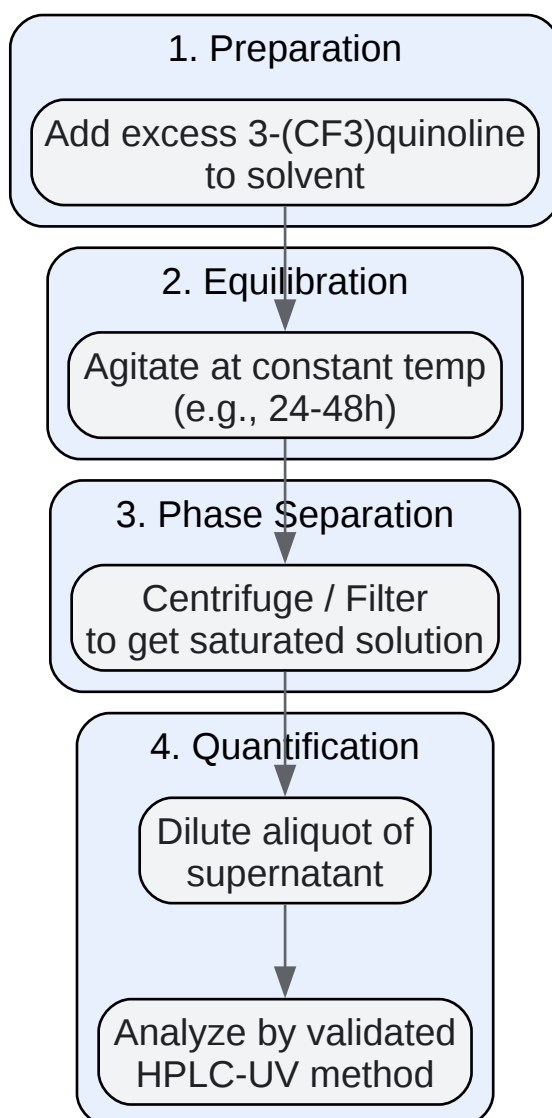 1. Preparation
Add excess 3-(CF3)quinoline
to solvent
2. Equilibration
Agitate at constant temp
(e.g., 24-48h)
3. Phase Separation
Centrifuge / Filter
to get saturated solution
4. Quantification
Dilute aliquot of
supernatant
Analyze by validated
HPLC-UV method